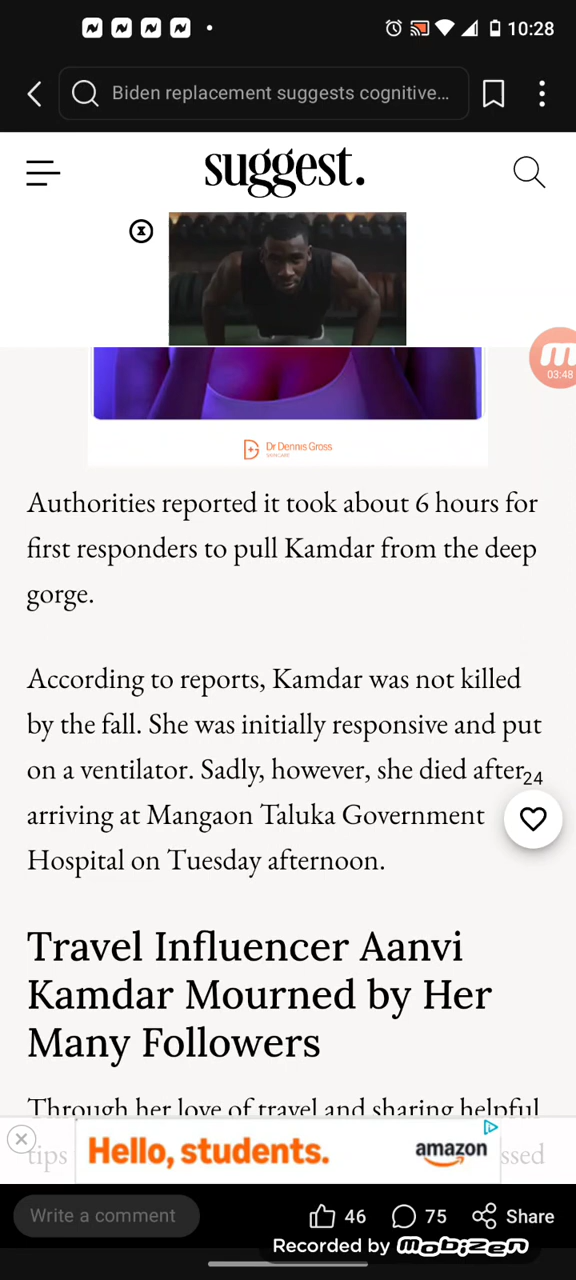 10:28
Biden replacement suggests cognitive...
suggest.
03:48
Dr Dennis Gross
SKINCARE
Authorities reported it took about 6 hours for
first responders to pull Kamdar from the deep
gorge.
According to reports, Kamdar was not killed
by the fall. She was initially responsive and put
on a ventilator. Sadly, however, she died after
24
arriving at Mangaon Taluka Government
Hospital on Tuesday afternoon.
Travel Influencer Aanvi
Kamdar Mourned by Her
Many Followers
Through her love of travel and sharing helpful
tips
ssed
Hello, students.
amazon
Write a comment
46
75
Share
Recorded by mobizen